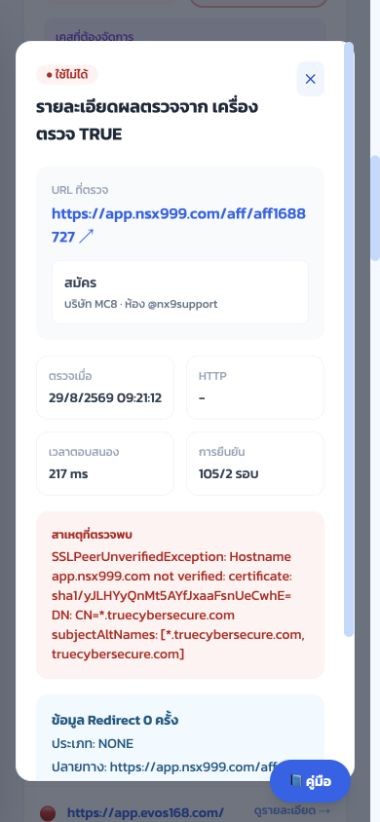 เคสที่ต้องจัดการ
ใช้ไม่ได้
รายละเอียดผลตรวจจาก เครื่อง
ตรวจ TRUE
URL ที่ตรวจ
https://app.nsx999.com/aff/aff1688
727
สมัคร
บริษัท MC8 · ห้อง @nx9support
ตรวจเมื่อ
29/8/2569 09:21:12
HTTP
-
เวลาตอบสนอง
217 ms
การยืนยัน
105/2 รอบ
สาเหตุที่ตรวจพบ
SSLPeerUnverifiedException: Hostname
app.nsx999.com not verified: certificate:
sha1/yJLHYyQnMt5AYfJxaaFsnUeCwhE=
DN: CN=*.truecybersecure.com
subjectAltNames: [*.truecybersecure.com,
truecybersecure.com]
ข้อมูล Redirect 0 ครั้ง
ประเภท: NONE
ปลายทาง: https://app.nsx999.com/aff
คู่มือ
https://app.evos168.com/
ดูรายละเอียด →